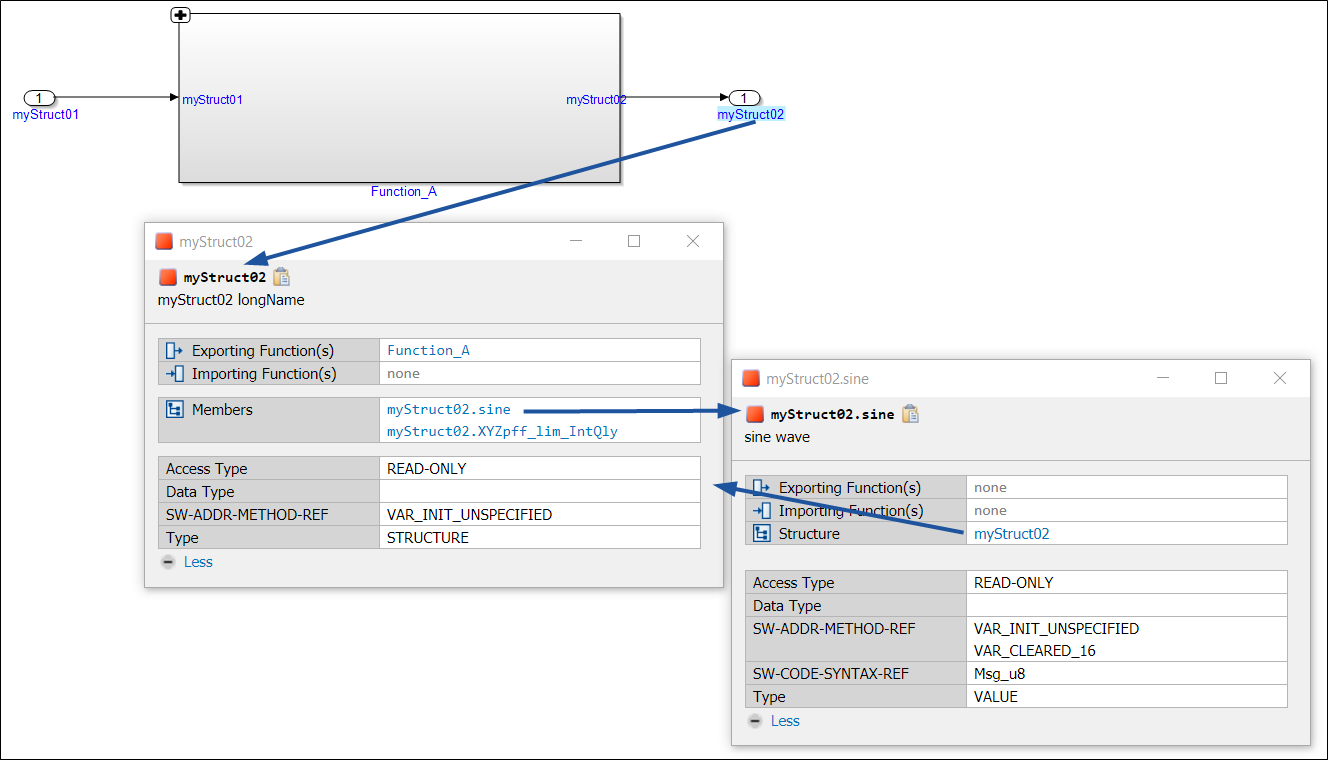 1
myStruct01
myStruct01
myStruct02
1
myStruct02
Function_A
myStruct02
myStruct02
myStruct02 longName
Exporting Function(s) Function_A
Importing Function(s) none
Members myStruct02.sine
myStruct02.XYZpff_lim_IntQly
Access Type READ-ONLY
Data Type
SW-ADDR-METHOD-REF VAR_INIT_UNSPECIFIED
Type STRUCTURE
Less
myStruct02.sine
myStruct02.sine
sine wave
Exporting Function(s) none
Importing Function(s) none
Structure myStruct02
Access Type READ-ONLY
Data Type
SW-ADDR-METHOD-REF VAR_INIT_UNSPECIFIED
VAR_CLEARED_16
SW-CODE-SYNTAX-REF Msg_u8
Type VALUE
Less